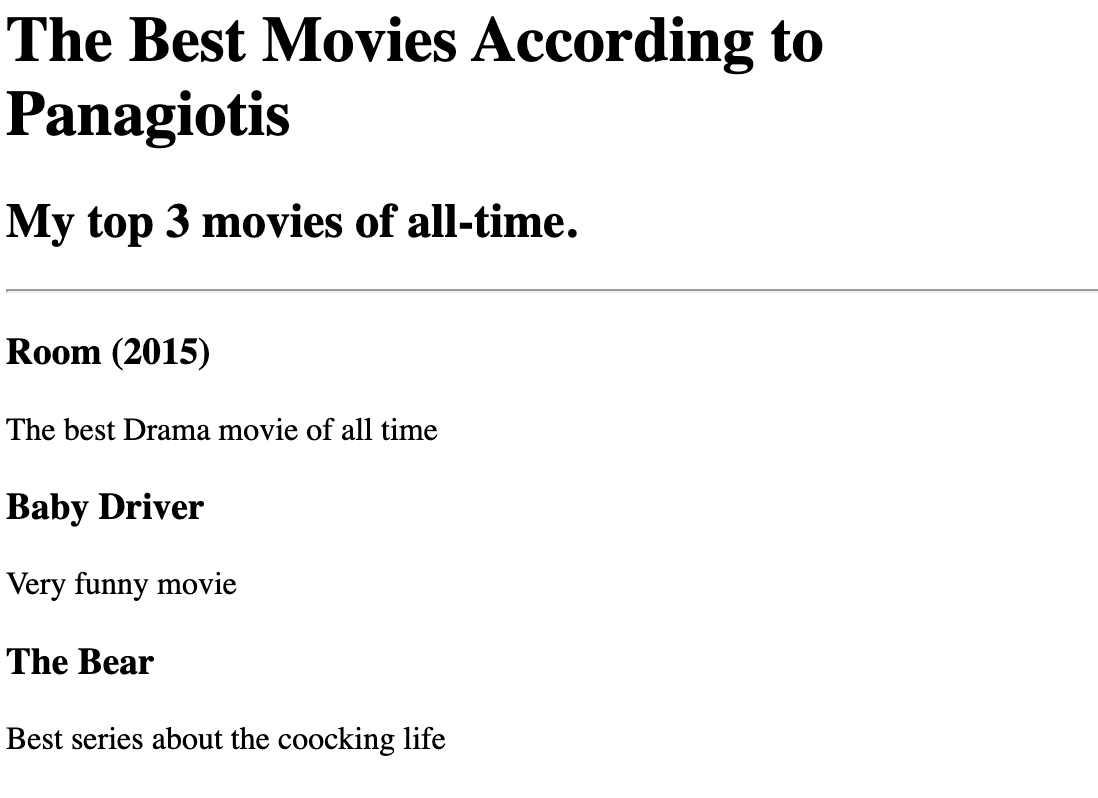 The Best Movies According to
Panagiotis
My top 3 movies of all-time.
Room (2015)
The best Drama movie of all time
Baby Driver
Very funny movie
The Bear
Best series about the coocking life